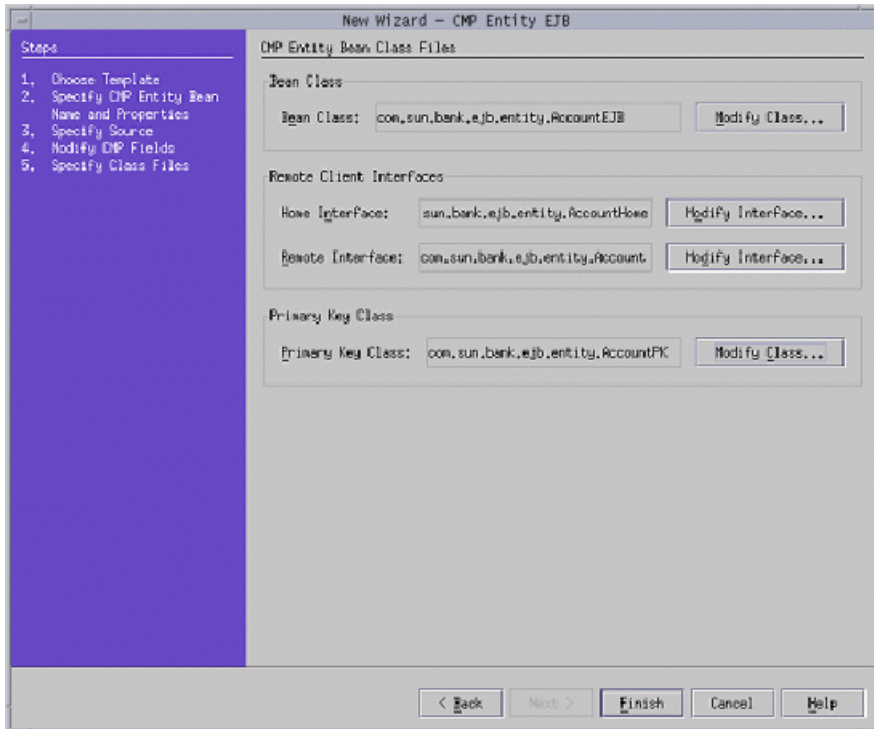 New Wizard - CMP Entity EJB
Steps
1. Choose Template
2. Specify CMP Entity Bean
Name and Properties
3. Specify Source
4. Modify CMP Fields
5. Specify Class Files
CMP Entity Bean Class Files
Bean Class
Bean Class: com.sun.bank.ejb.entity.AccountEJB Modify Class...
Remote Client Interfaces
Home Interface: sun.bank.ejb.entity.AccountHome Modify Interface...
Remote Interface: com.sun.bank.ejb.entity.Account Modify Interface...
Primary Key Class
Primary Key Class: com.sun.bank.ejb.entity.AccountPK Modify Class...
< Back Next > Finish Cancel Help